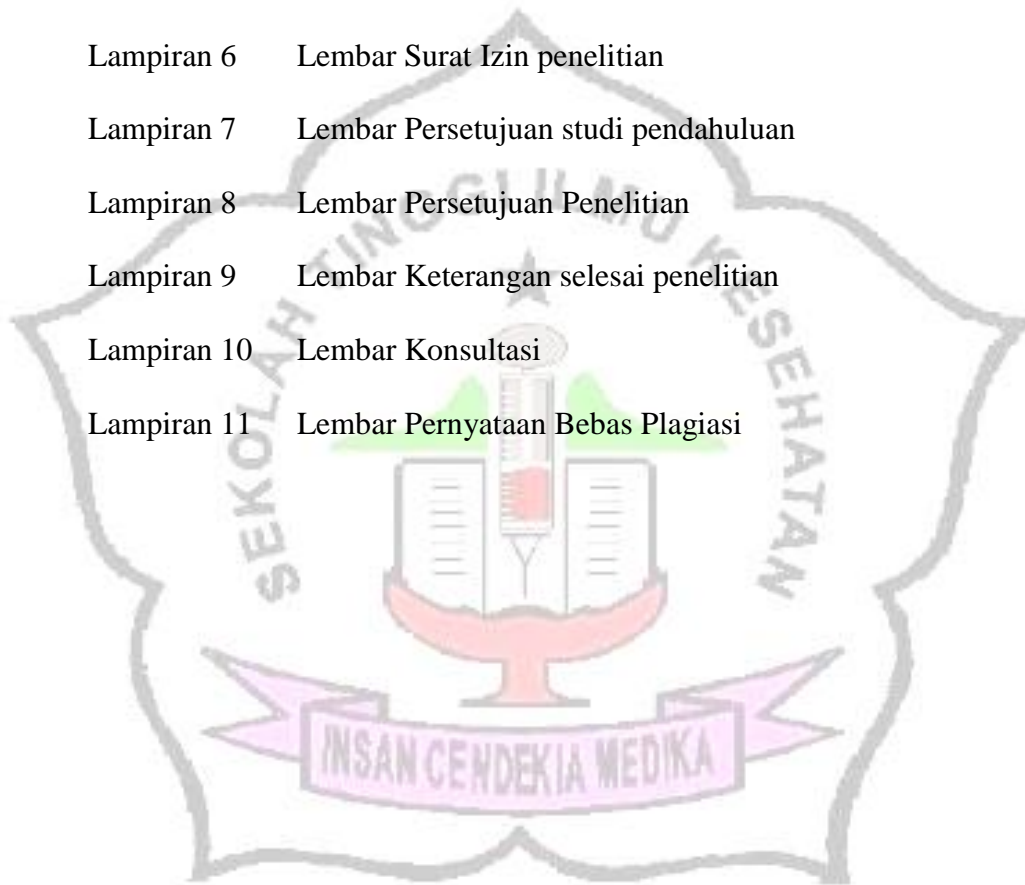 Lampiran 6 Lembar Surat Izin penelitian
Lampiran 7 Lembar Persetujuan studi pendahuluan
Lampiran 8 Lembar Persetujuan Penelitian
Lampiran 9 Lembar Keterangan selesai penelitian
Lampiran 10 Lembar Konsultasi
Lampiran 11 Lembar Pernyataan Bebas Plagiasi
SEKOLAH TINGGI ILMU KESEHATAN
INSAN CENDEKIA MEDIKA